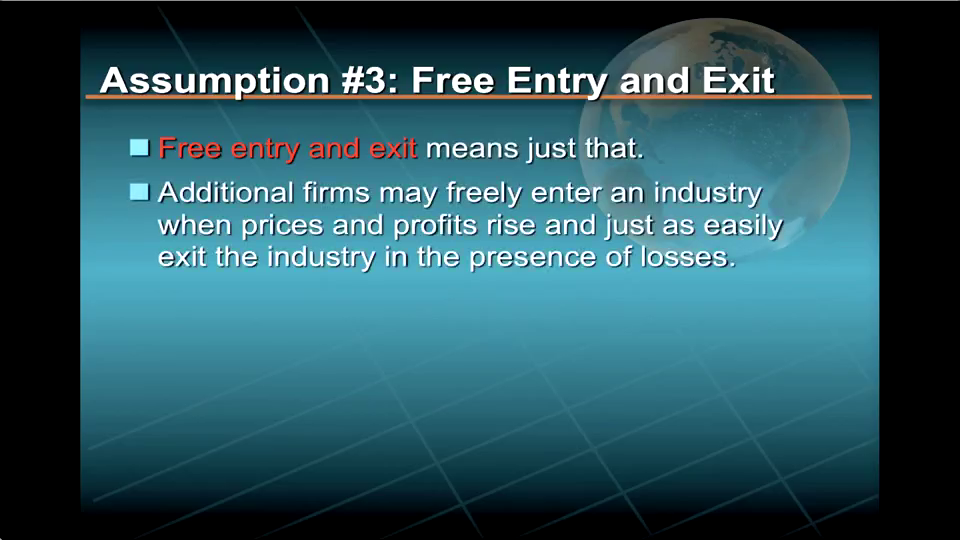 Assumption #3: Free Entry and Exit
Free entry and exit means just that.
Additional firms may freely enter an industry
when prices and profits rise and just as easily
exit the industry in the presence of losses.